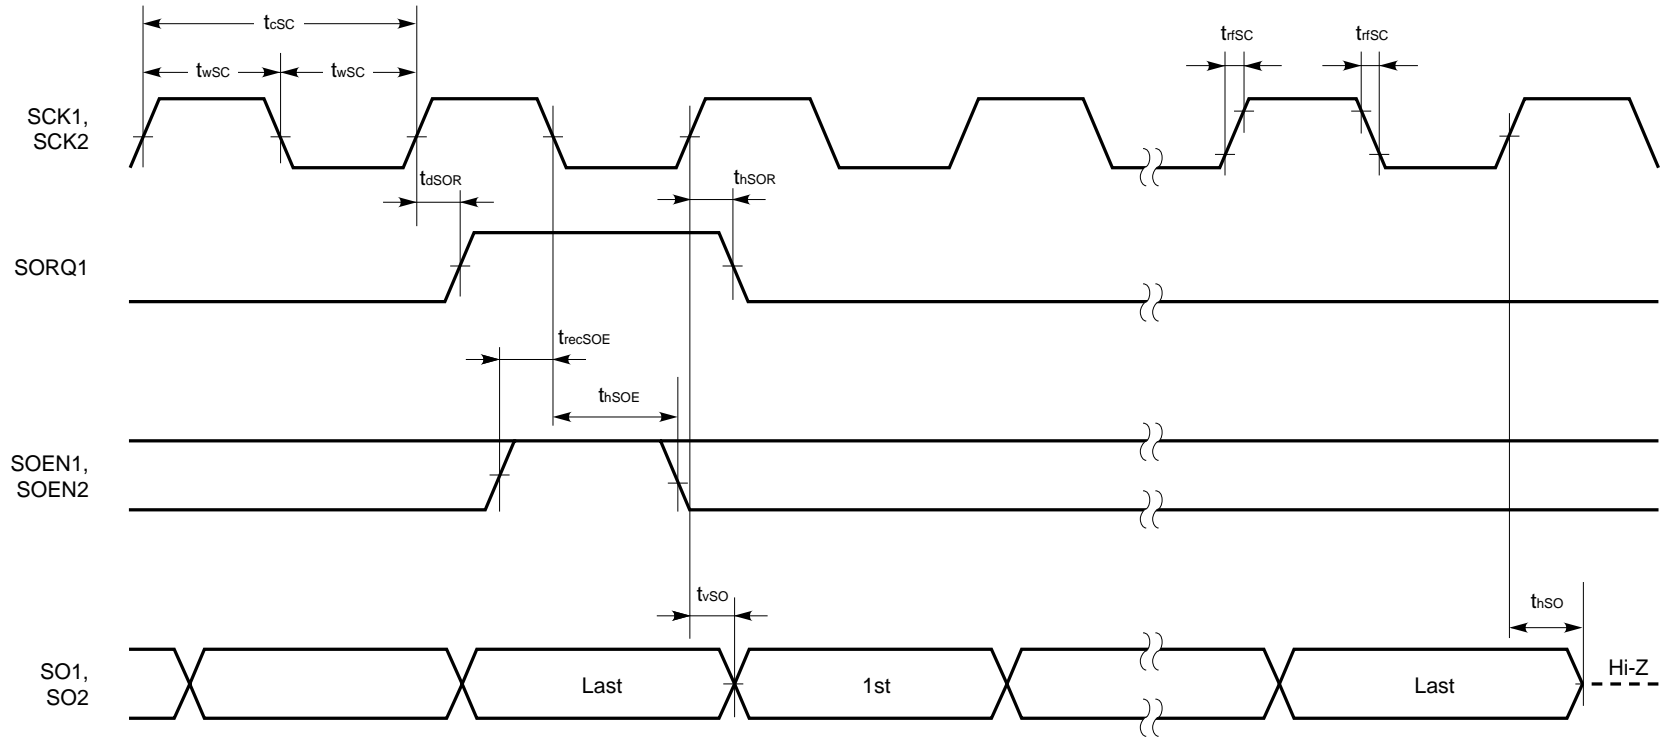 tcSC
trfSC trfSC
twSC twSC
SCK1,
SCK2
tdSOR thSOR
SORQ1
trecSOE
thSOE
SOEN1,
SOEN2
tvSO thSO
SO1,
SO2
Last 1st Last Hi-Z